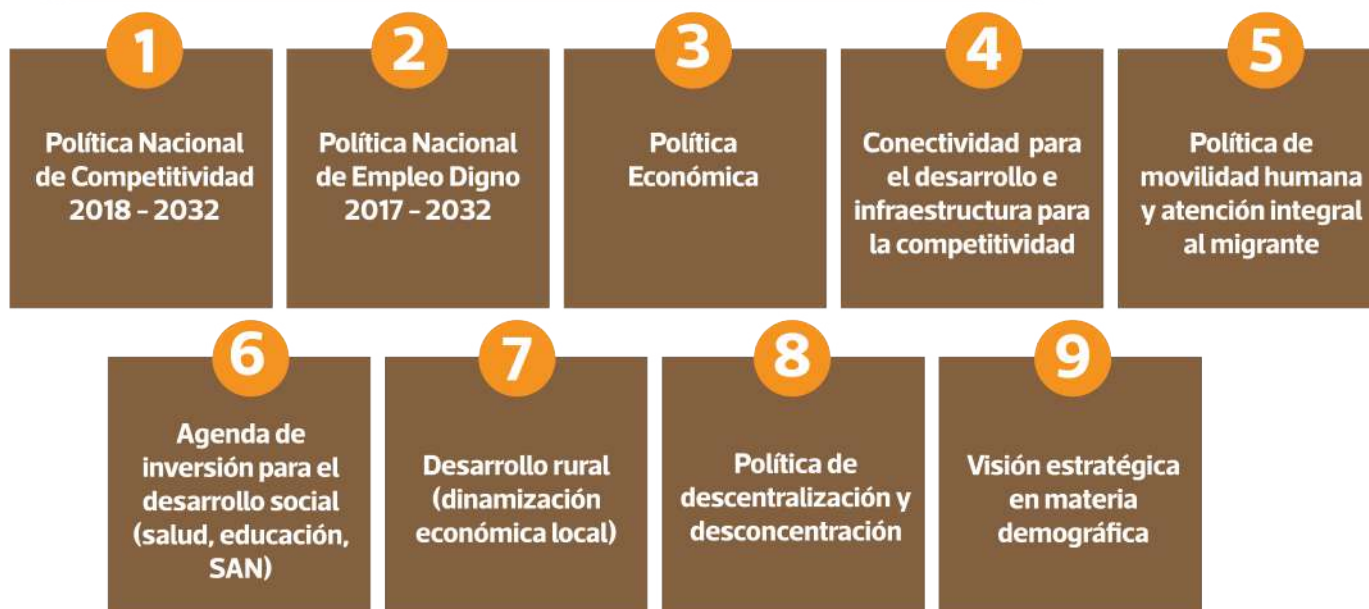 1
Política Nacional
de Competitividad
2018 – 2032
2
Política Nacional
de Empleo Digno
2017 – 2032
3
Política
Económica
4
Conectividad para
el desarrollo e
infraestructura para
la competitividad
5
Política de
movilidad humana
y atención integral
al migrante
6
Agenda de
inversión para el
desarrollo social
(salud, educación,
SAN)
7
Desarrollo rural
(dinamización
económica local)
8
Política de
descentralización y
desconcentración
9
Visión estratégica
en materia
demográfica